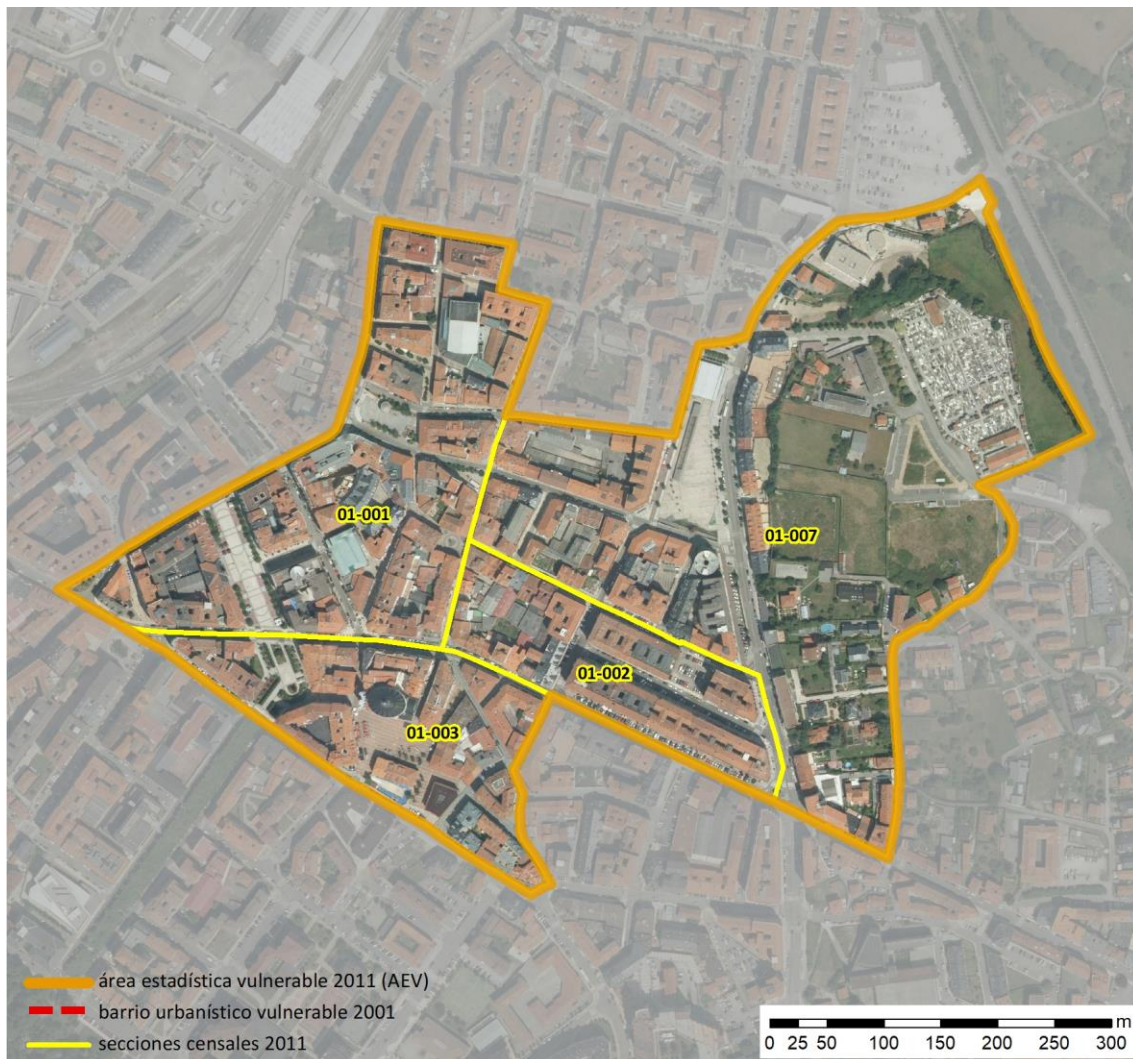 01-001
01-007
01-002
01-003
área estadística vulnerable 2011 (AEV)
barrio urbanístico vulnerable 2001
secciones censales 2011
m
0 25 50 100 150 200 250 300